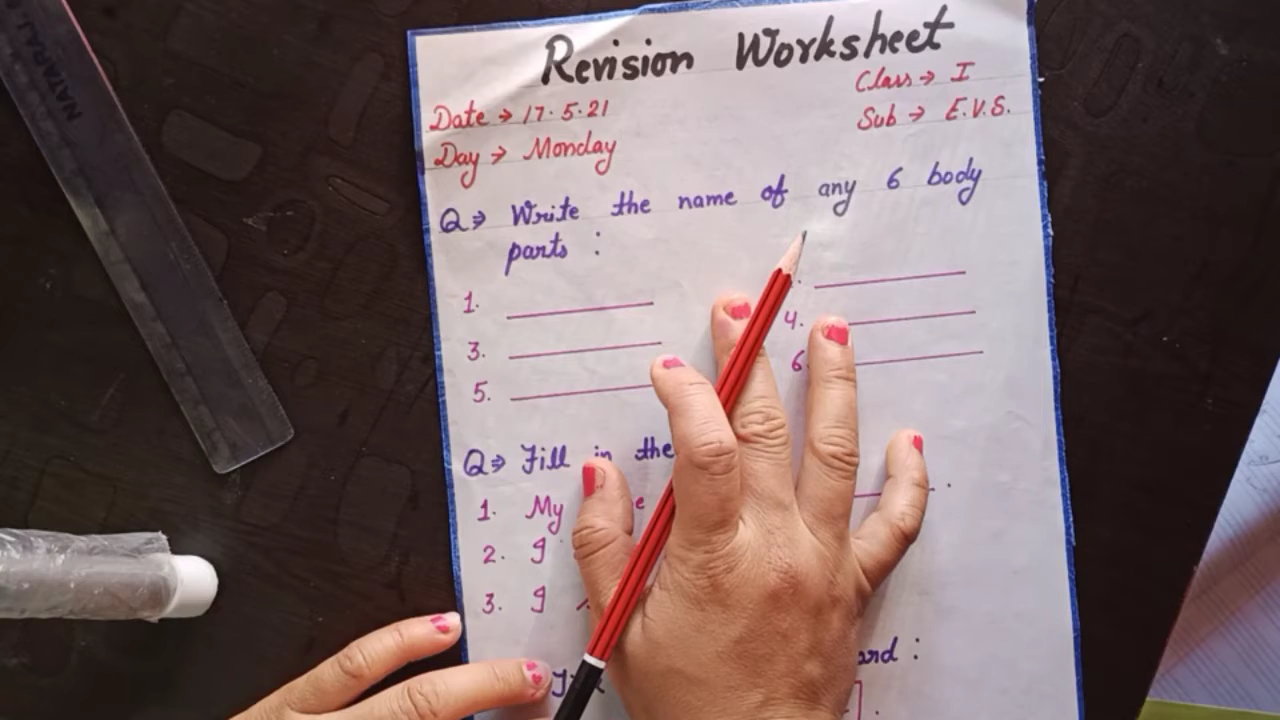 NATARAJ
Revision Worksheet
Class → I
Date → 17.5.21
Sub → E.V.S.
Day → Monday
Q⇒ Write the name of any 6 body
parts :
1.
3. 4.
5. 6.
Q⇒ Fill in the
1. My
2. I
3. I
: